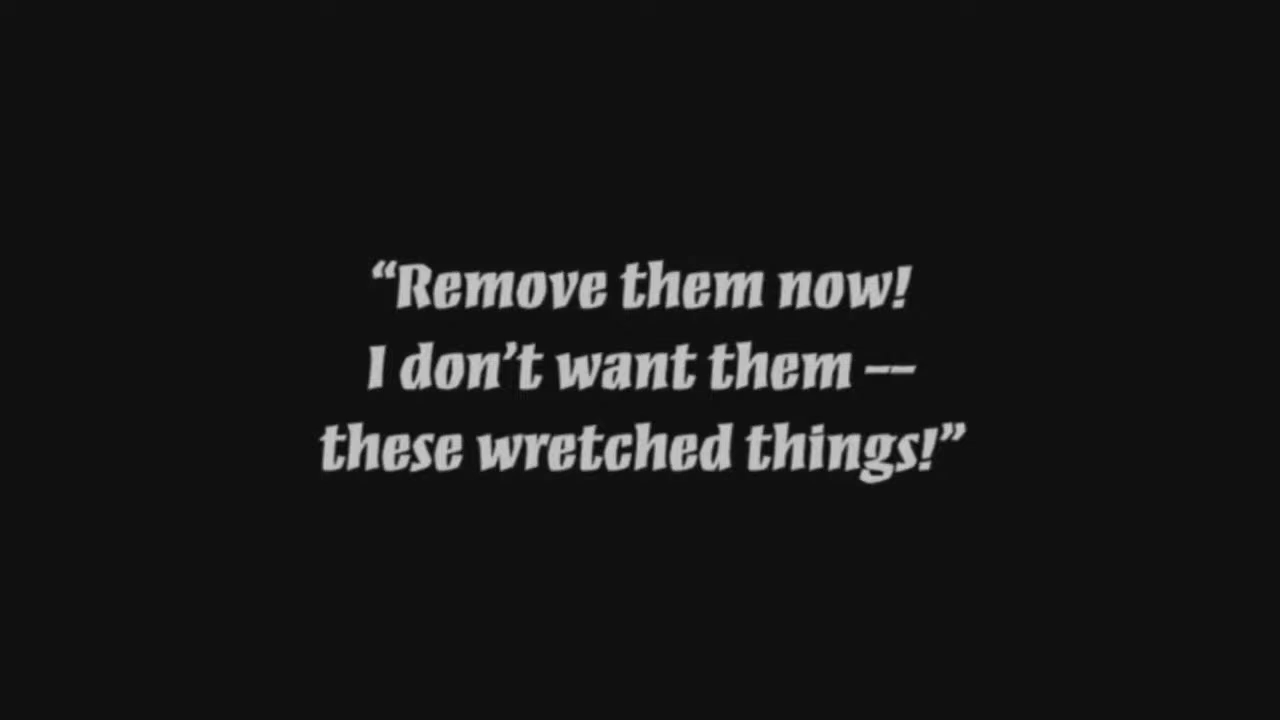 “Remove them now!
I don’t want them --
these wretched things!”